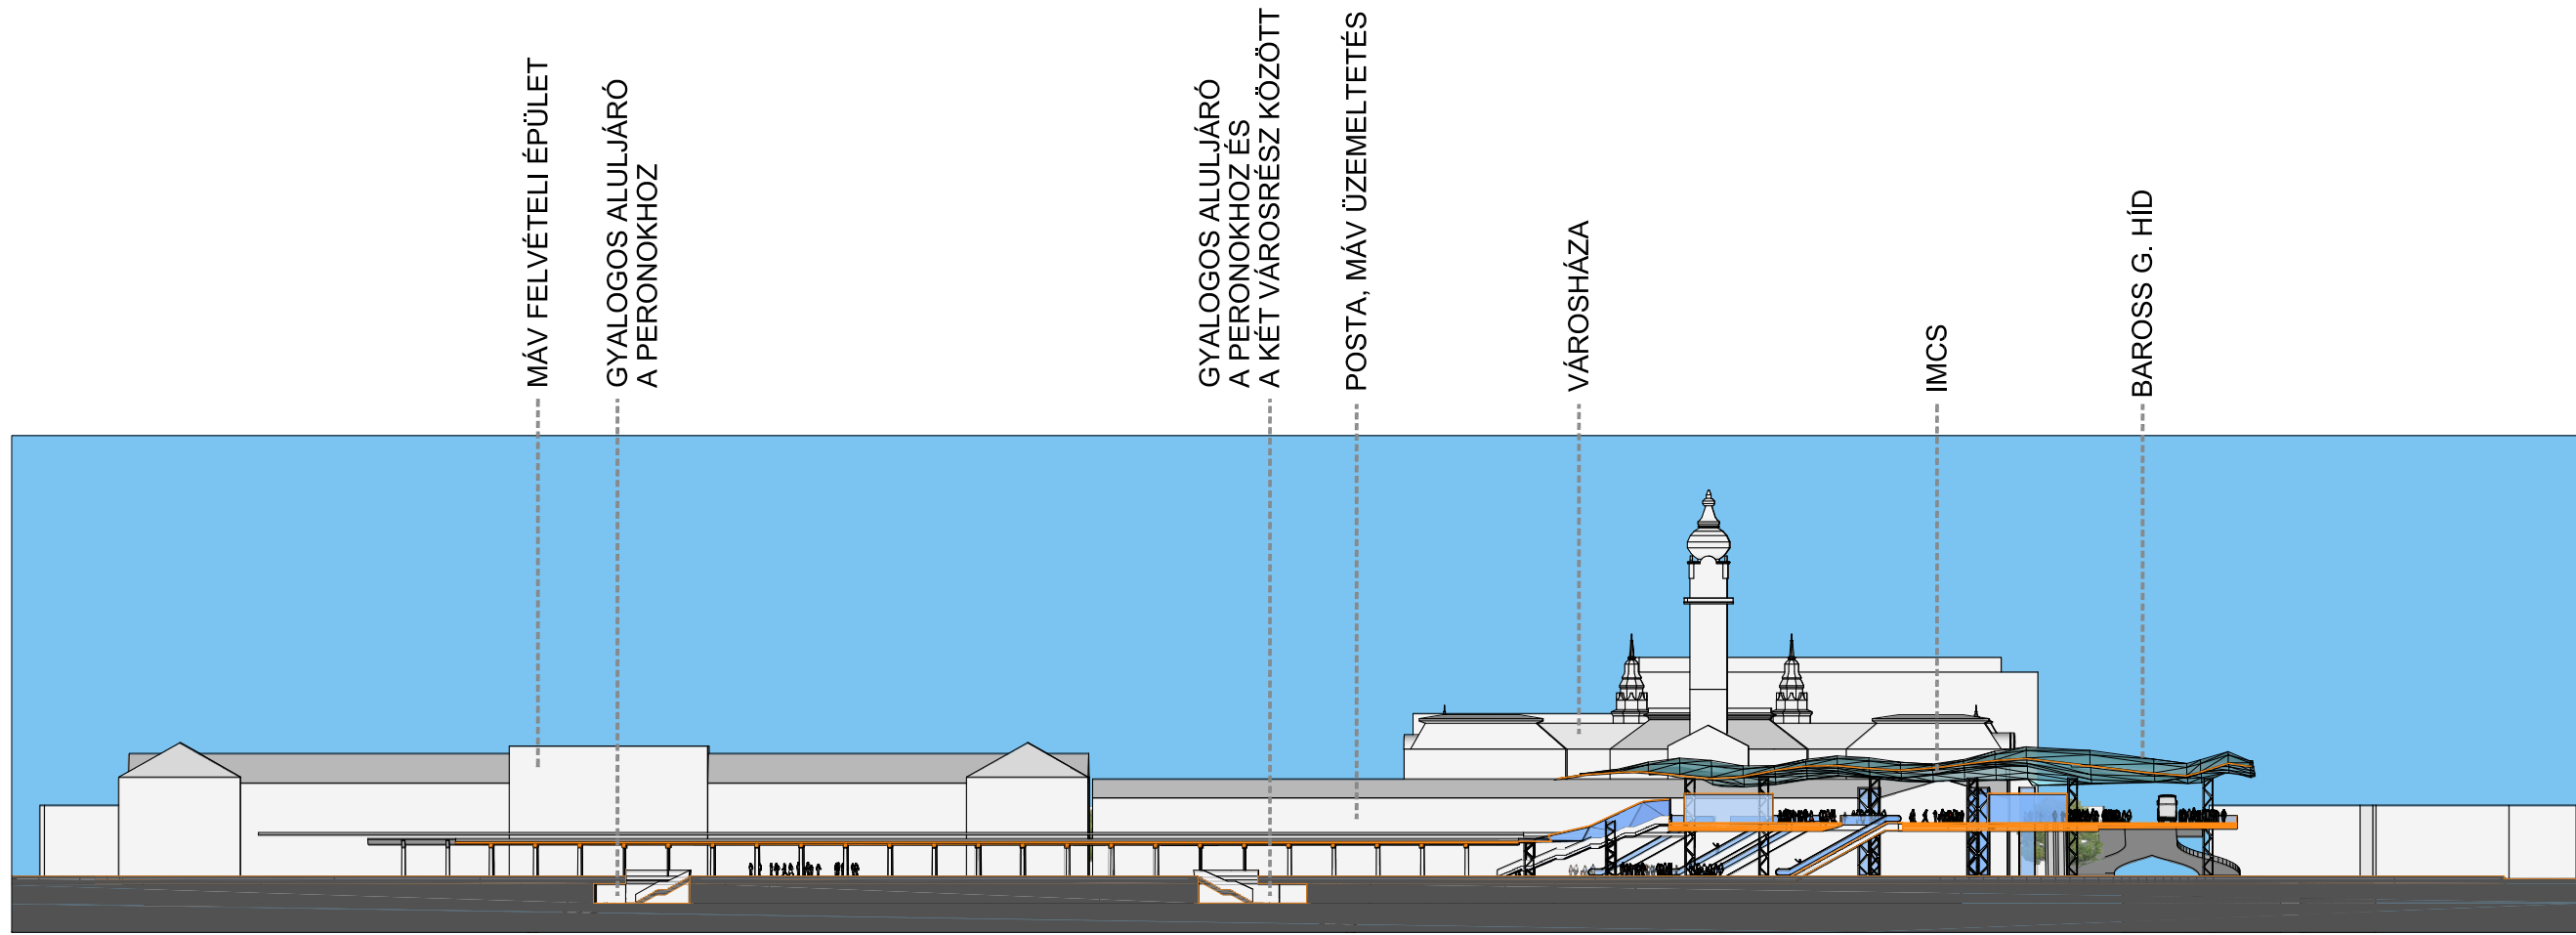 MÁV FELVÉTELI ÉPÜLET
GYALOGOS ALULJÁRÓ
A PERONOKHOZ
GYALOGOS ALULJÁRÓ
A PERONOKHOZ ÉS
A KÉT VÁROSRÉSZ KÖZÖTT
POSTA, MÁV ÜZEMELTETÉS
VÁROSHÁZA
IMCS
BAROSS G. HÍD